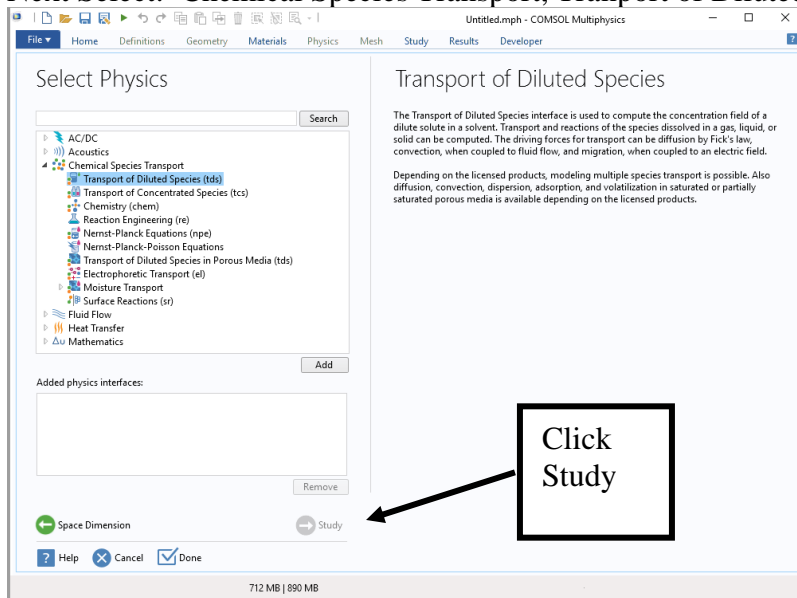 Next Select: Chemical Species Transport, Tranport of Diluted
Untitled.mph - COMSOL Multiphysics
File Home Definitions Geometry Materials Physics Mesh Study Results Developer
Select Physics
Search
AC/DC
Acoustics
Chemical Species Transport
Transport of Diluted Species (tds)
Transport of Concentrated Species (tcs)
Chemistry (chem)
Reaction Engineering (re)
Nernst-Planck Equations (npe)
Nernst-Planck-Poisson Equations
Transport of Diluted Species in Porous Media (tds)
Electrophoretic Transport (el)
Moisture Transport
Surface Reactions (sr)
Fluid Flow
Heat Transfer
Δu Mathematics
Add
Added physics interfaces:
Remove
Space Dimension
Study
? Help Cancel Done
Transport of Diluted Species
The Transport of Diluted Species interface is used to compute the concentration field of a
dilute solute in a solvent. Transport and reactions of the species dissolved in a gas, liquid, or
solid can be computed. The driving forces for transport can be diffusion by Fick's law,
convection, when coupled to fluid flow, and migration, when coupled to an electric field.
Depending on the licensed products, modeling multiple species transport is possible. Also
diffusion, convection, dispersion, adsorption, and volatilization in saturated or partially
saturated porous media is available depending on the licensed products.
Click
Study
712 MB | 890 MB